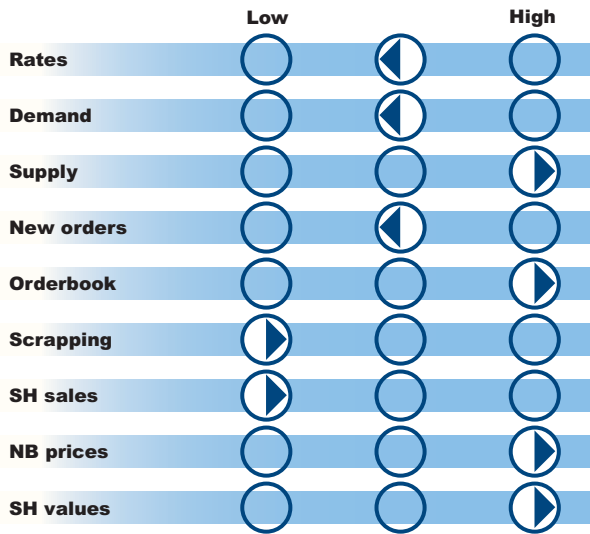 Low High
Rates
Demand
Supply
New orders
Orderbook
Scrapping
SH sales
NB prices
SH values